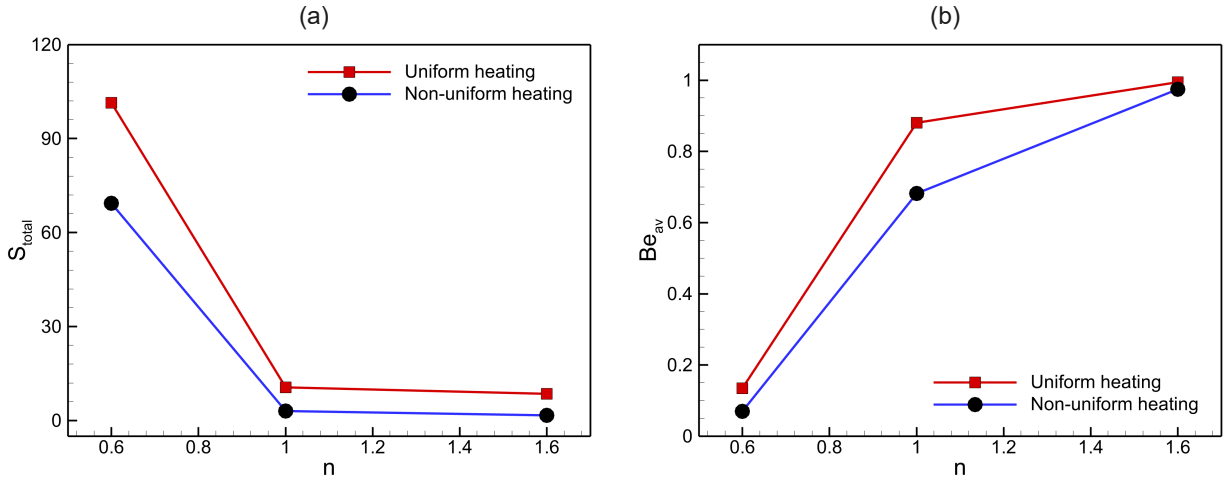 (a)
120
90
60
30
0
S_total
0.6 0.8 1 1.2 1.4 1.6
n
Uniform heating
Non-uniform heating
(b)
1
0.8
0.6
0.4
0.2
0
Be_av
0.6 0.8 1 1.2 1.4 1.6
n
Uniform heating
Non-uniform heating